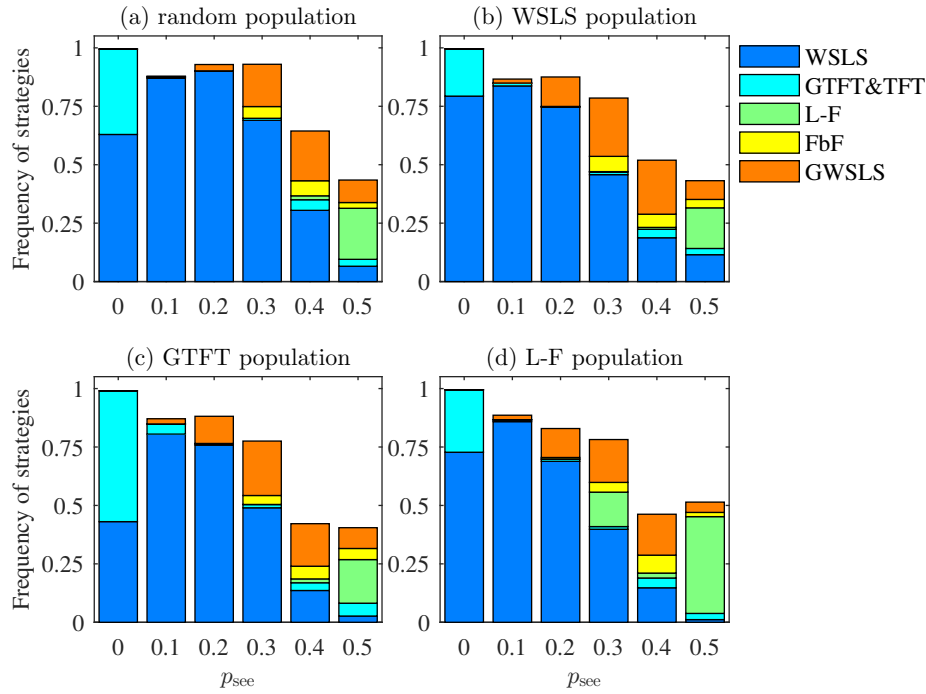 (a) random population
(b) WSLS population
Frequency of strategies
1
0.75
0.5
0.25
0
0 0.1 0.2 0.3 0.4 0.5
1
0.75
0.5
0.25
0
0 0.1 0.2 0.3 0.4 0.5
WSLS
GTFT&TFT
L-F
FbF
GWSLS
(c) GTFT population
(d) L-F population
Frequency of strategies
1
0.75
0.5
0.25
0
0 0.1 0.2 0.3 0.4 0.5
p_see
1
0.75
0.5
0.25
0
0 0.1 0.2 0.3 0.4 0.5
p_see